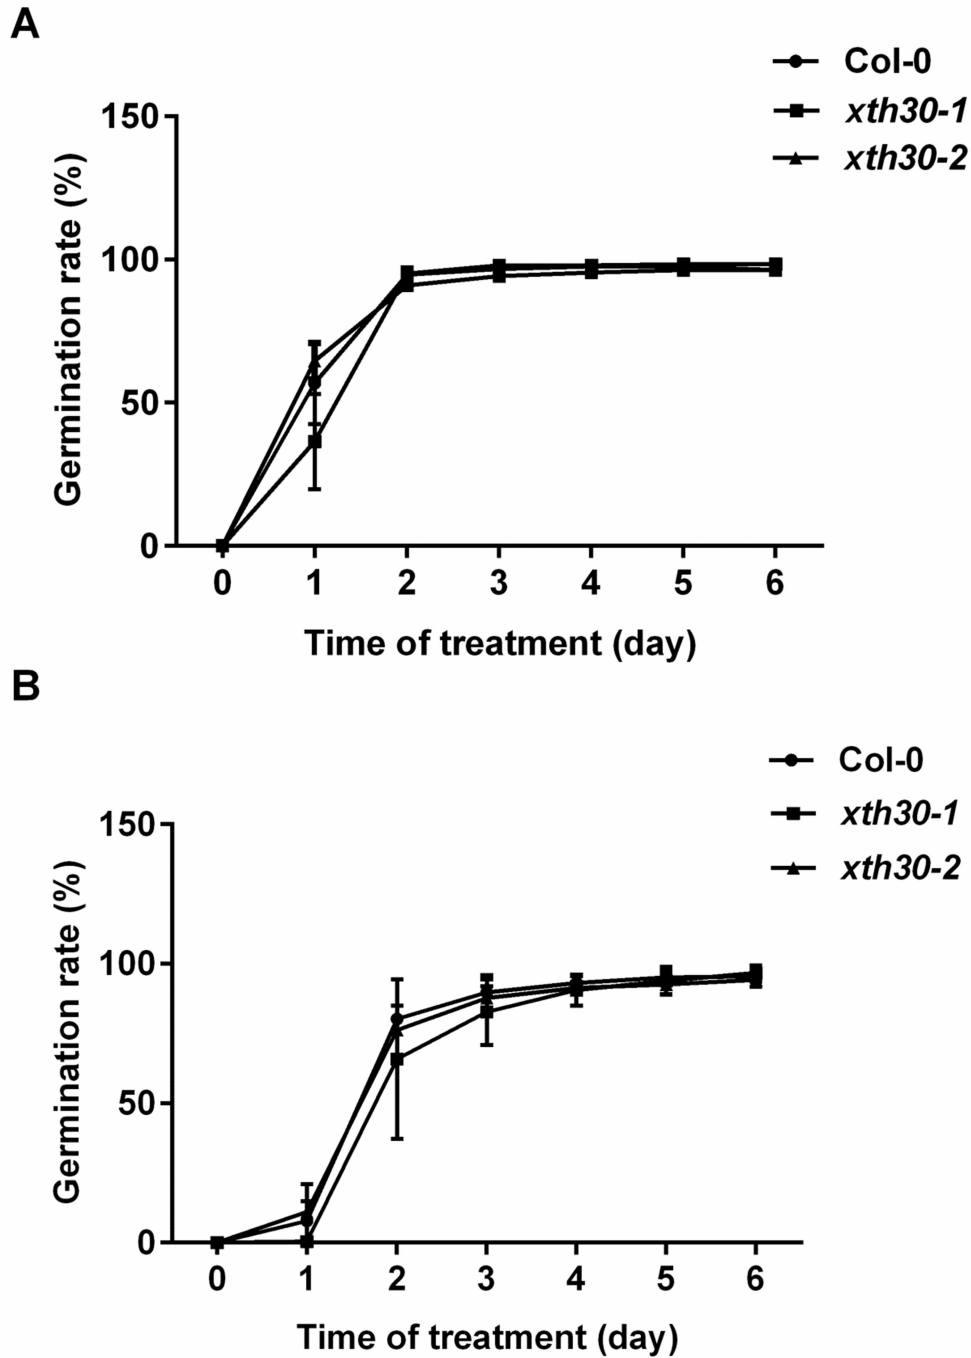 A
Col-0
xth30-1
xth30-2
150
100
50
0
Germination rate (%)
0 1 2 3 4 5 6
Time of treatment (day)
B
Col-0
xth30-1
xth30-2
150
100
50
0
Germination rate (%)
0 1 2 3 4 5 6
Time of treatment (day)